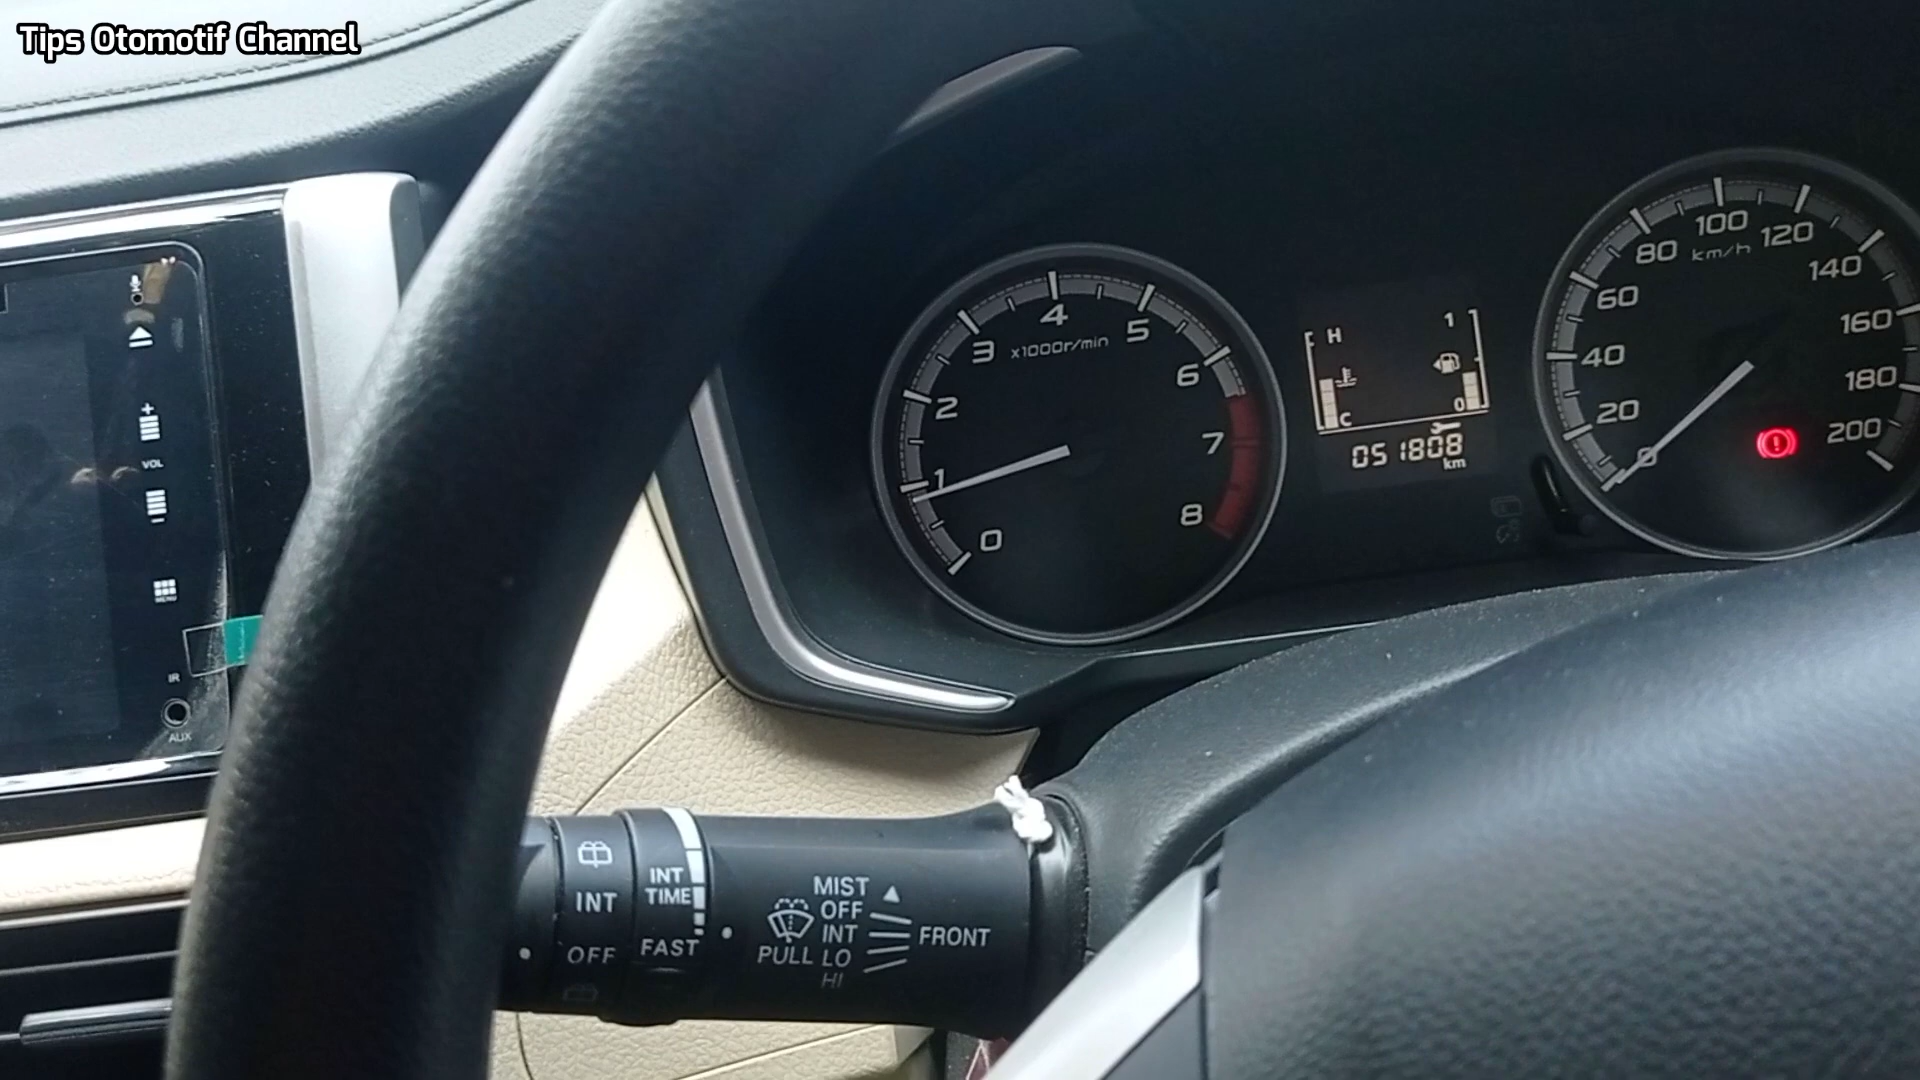 Tips Otomotif Channel
VOL
MENU
IR
AUX
0
1
2
3
4
5
6
7
8
x1000r/min
H
C
1
0
051808
km
0
20
40
60
80
100
120
140
160
180
200
km/h
INT
OFF
INT
TIME
FAST
MIST
OFF
INT
LO
HI
PULL
FRONT